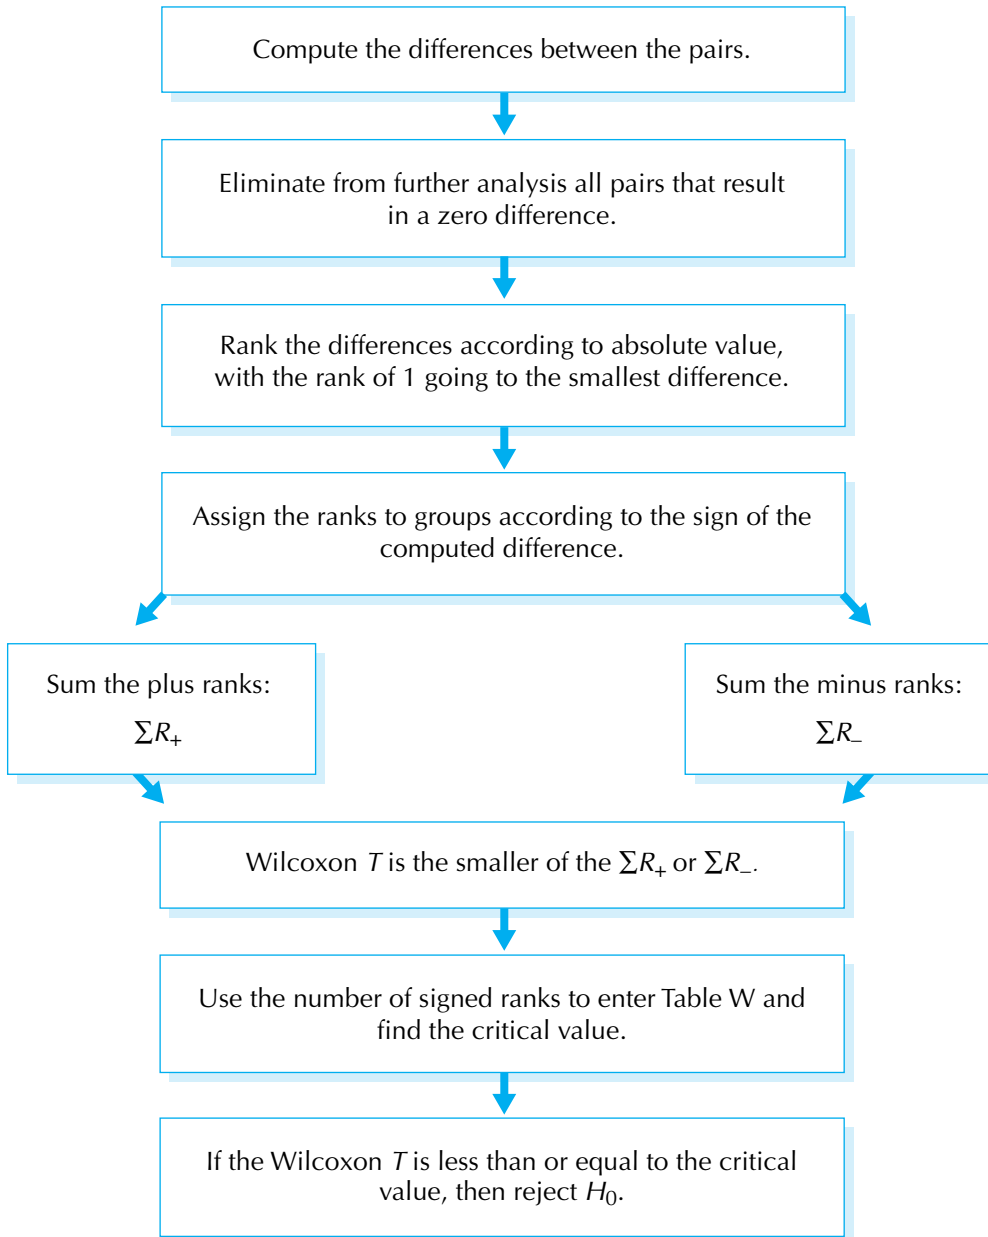 Compute the differences between the pairs.
Eliminate from further analysis all pairs that result
in a zero difference.
Rank the differences according to absolute value,
with the rank of 1 going to the smallest difference.
Assign the ranks to groups according to the sign of the
computed difference.
Sum the plus ranks:
∑R₊
Sum the minus ranks:
∑R₋
Wilcoxon T is the smaller of the ∑R₊ or ∑R₋.
Use the number of signed ranks to enter Table W and
find the critical value.
If the Wilcoxon T is less than or equal to the critical
value, then reject H₀.